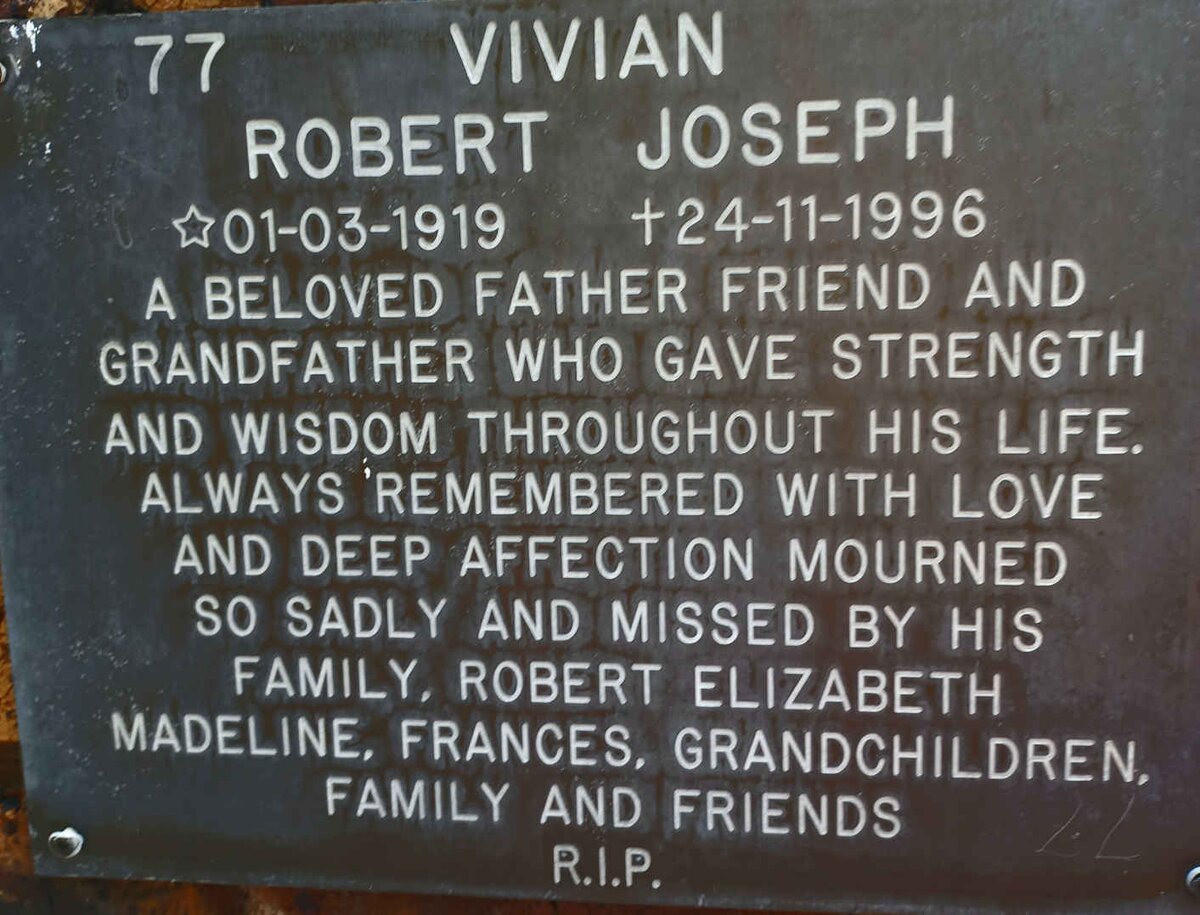 77 VIVIAN
ROBERT JOSEPH
☆01-03-1919 †24-11-1996
A BELOVED FATHER FRIEND AND
GRANDFATHER WHO GAVE STRENGTH
AND WISDOM THROUGHOUT HIS LIFE.
ALWAYS REMEMBERED WITH LOVE
AND DEEP AFFECTION MOURNED
SO SADLY AND MISSED BY HIS
FAMILY, ROBERT ELIZABETH
MADELINE, FRANCES, GRANDCHILDREN,
FAMILY AND FRIENDS
R.I.P.